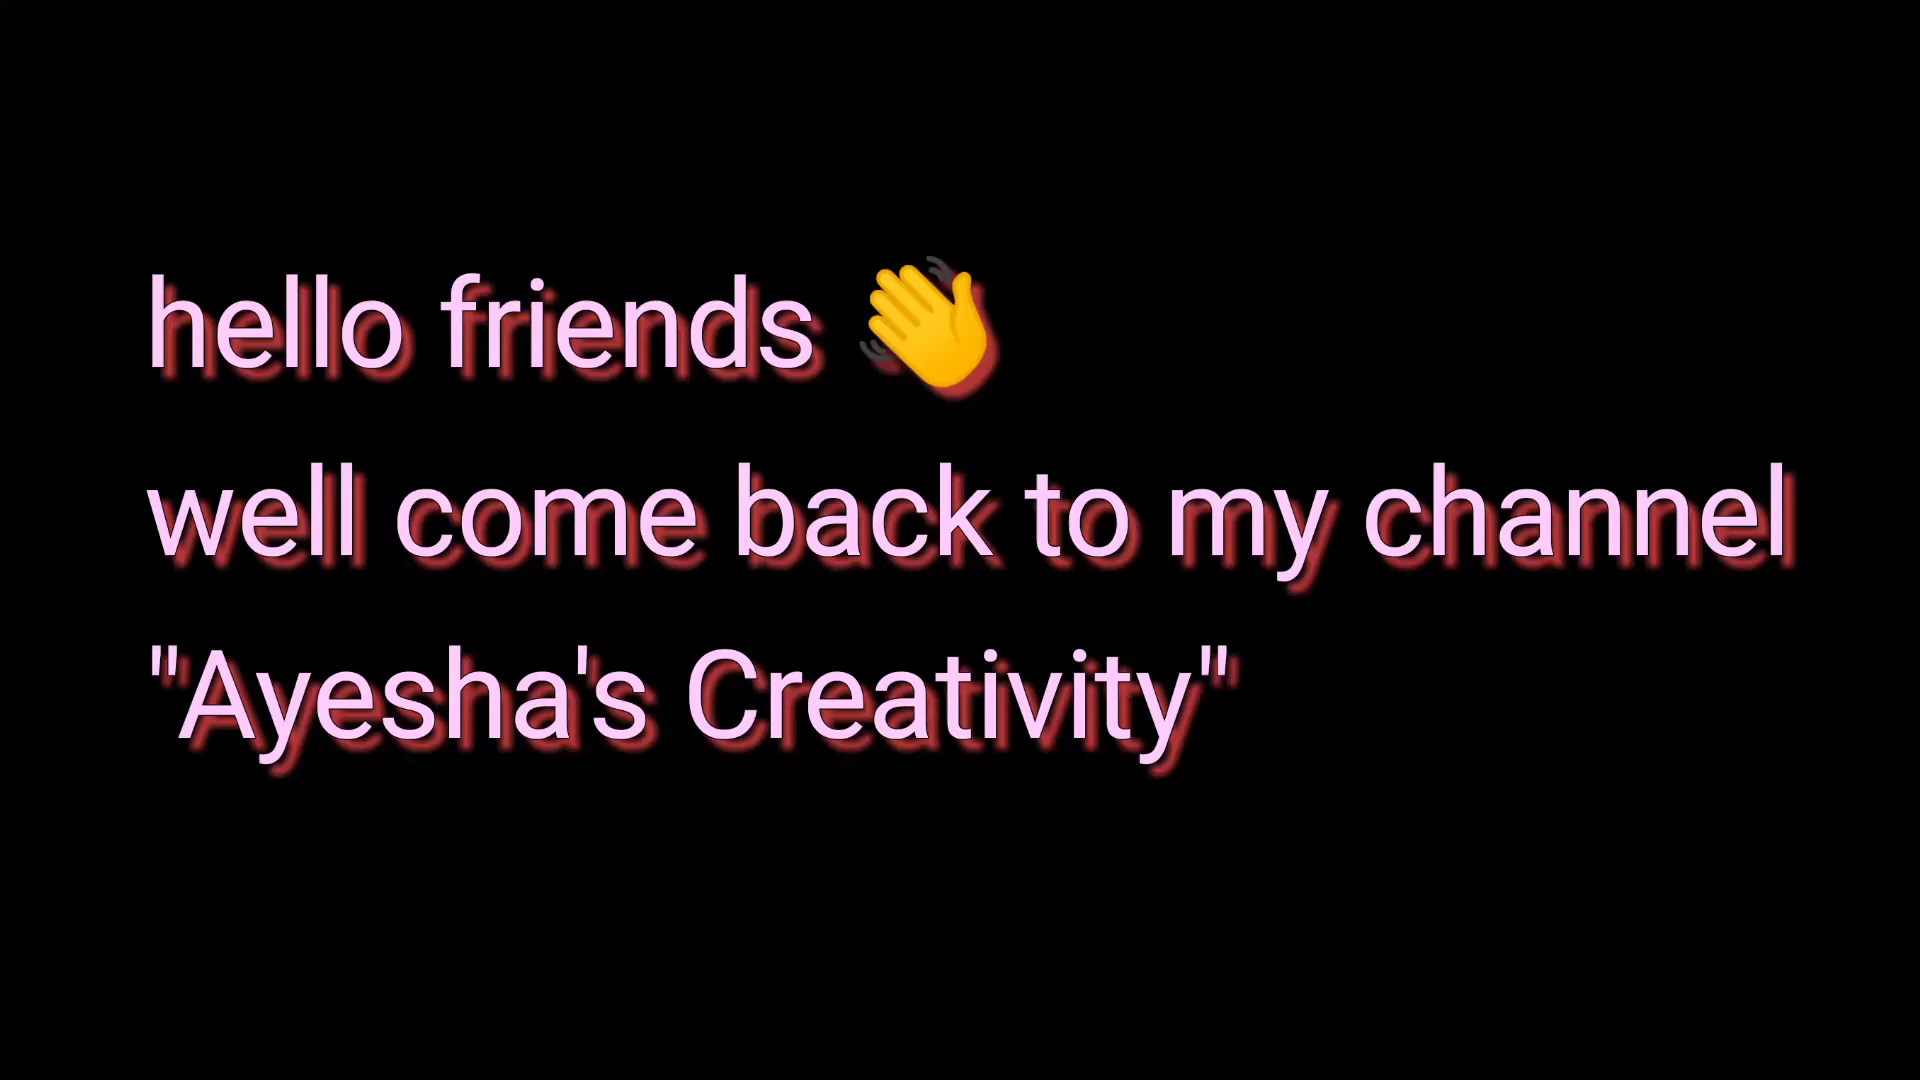 hello friends 👋
well come back to my channel
"Ayesha's Creativity"